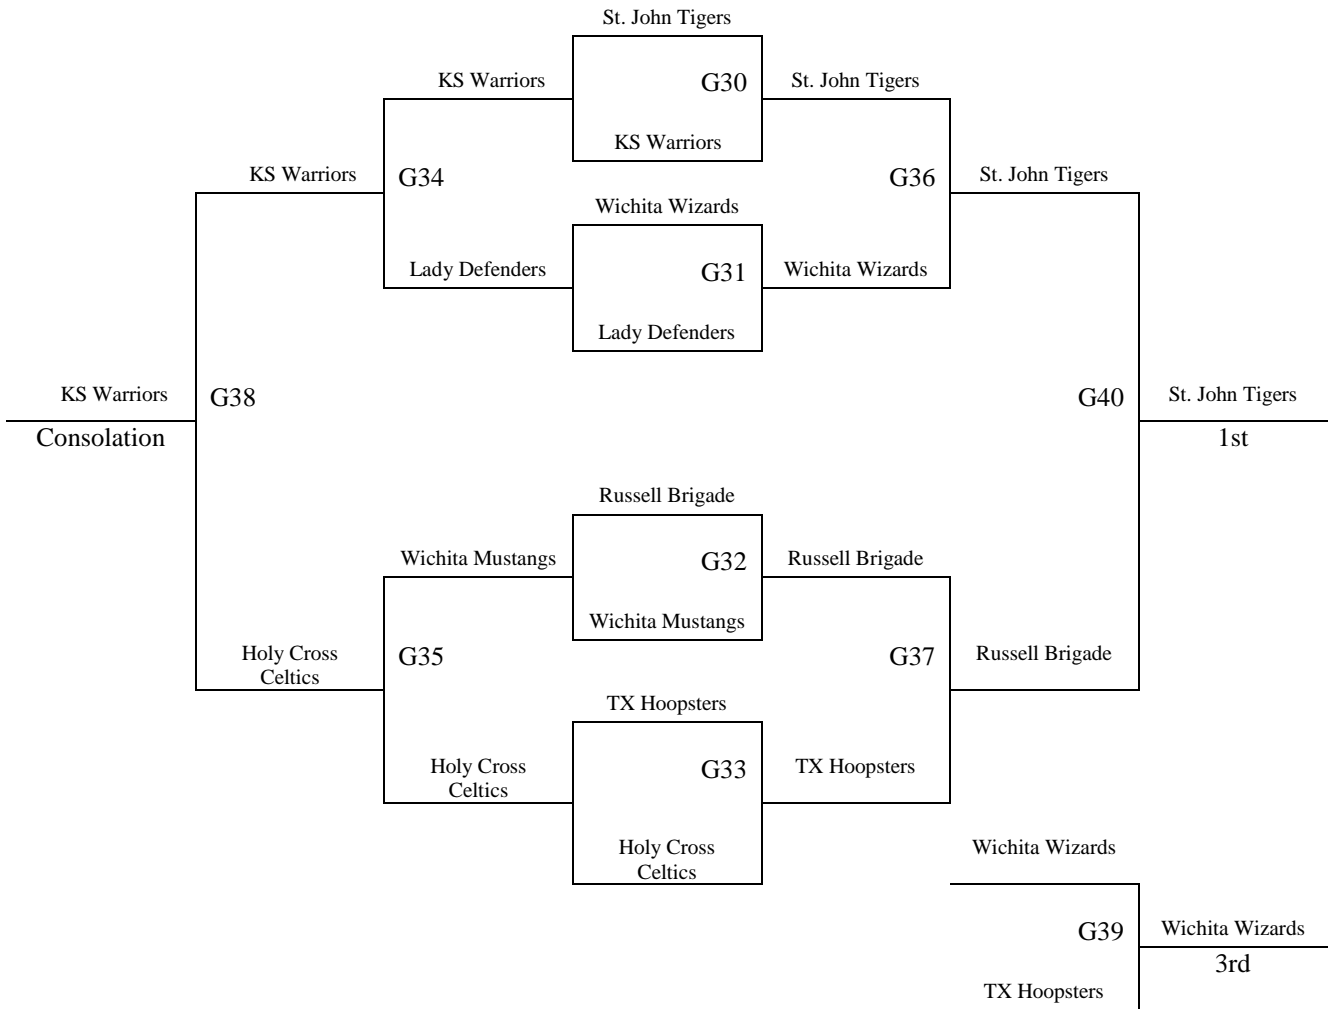 St. John Tigers
KS Warriors
G30
St. John Tigers
KS Warriors
KS Warriors
G34
G36
St. John Tigers
Wichita Wizards
Lady Defenders
G31
Wichita Wizards
Lady Defenders
KS Warriors
G38
G40
St. John Tigers
Consolation
1st
Russell Brigade
Wichita Mustangs
G32
Russell Brigade
Wichita Mustangs
Holy Cross
Celtics
G35
G37
Russell Brigade
TX Hoopsters
Holy Cross
Celtics
G33
TX Hoopsters
Holy Cross
Celtics
Wichita Wizards
G39
Wichita Wizards
3rd
TX Hoopsters